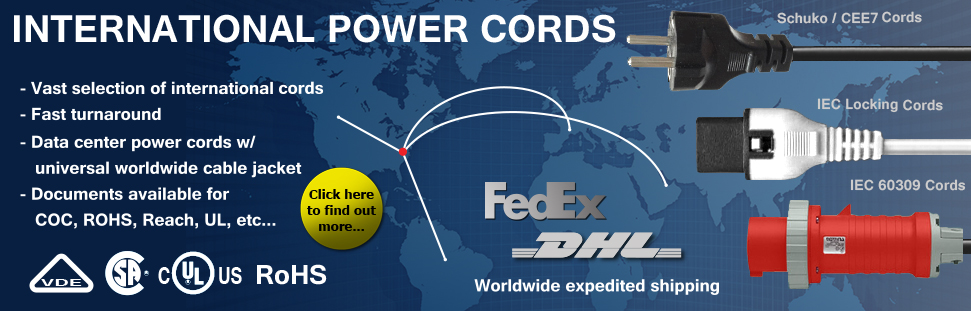 INTERNATIONAL POWER CORDS
- Vast selection of international cords
- Fast turnaround
- Data center power cords w/
universal worldwide cable jacket
- Documents available for
COC, ROHS, Reach, UL, etc...
Click here
to find out
more...
VDE
SA ®
C UL ® US
RoHS
FedEx
DHL
Worldwide expedited shipping
Schuko / CEE7 Cords
IEC Locking Cords
IEC 60309 Cords